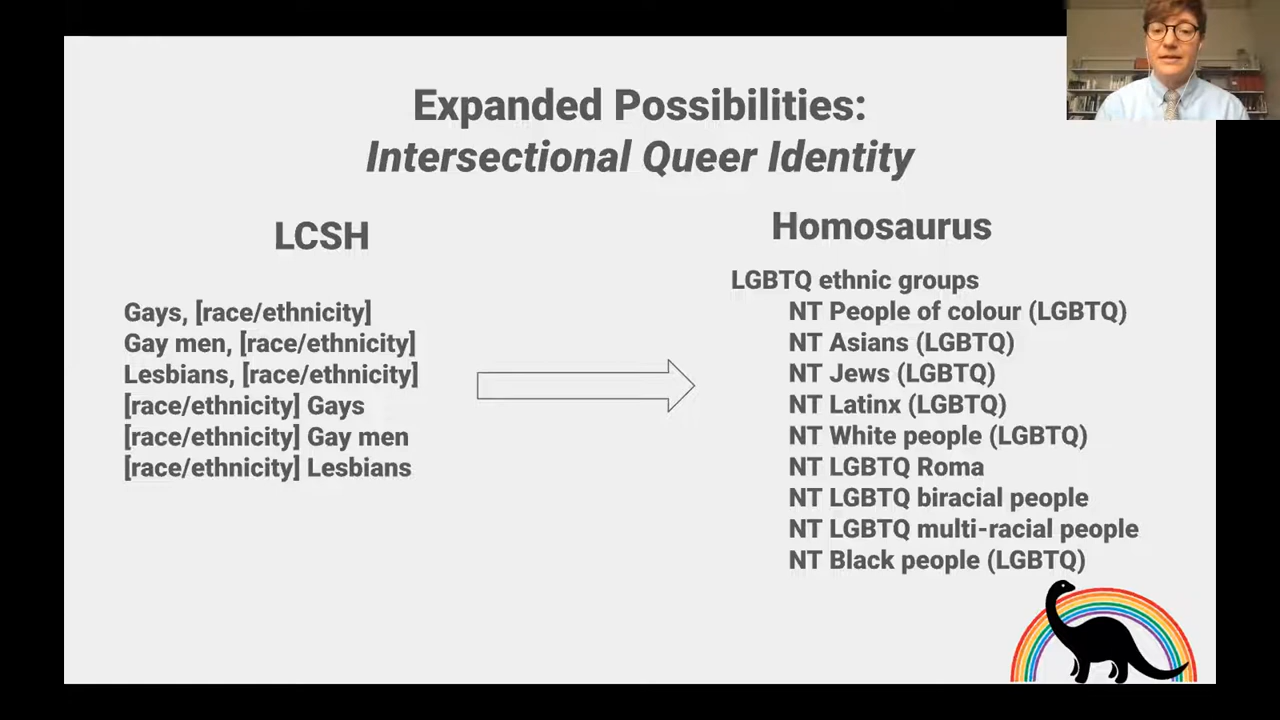 Expanded Possibilities:
Intersectional Queer Identity
LCSH
Gays, [race/ethnicity]
Gay men, [race/ethnicity]
Lesbians, [race/ethnicity]
[race/ethnicity] Gays
[race/ethnicity] Gay men
[race/ethnicity] Lesbians
Homosaurus
LGBTQ ethnic groups
NT People of colour (LGBTQ)
NT Asians (LGBTQ)
NT Jews (LGBTQ)
NT Latinx (LGBTQ)
NT White people (LGBTQ)
NT LGBTQ Roma
NT LGBTQ biracial people
NT LGBTQ multi-racial people
NT Black people (LGBTQ)